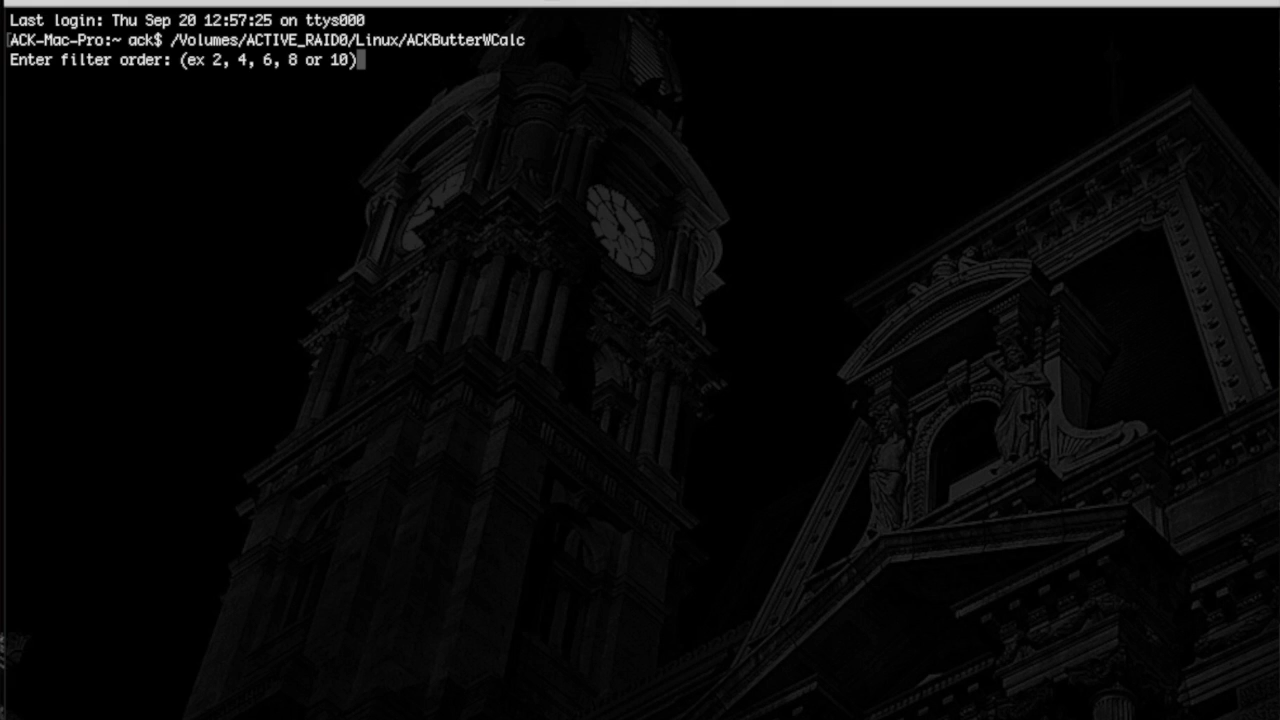 Last login: Thu Sep 20 12:57:25 on ttys000
[ACK-Mac-Pro:~ ack$ /Volumes/ACTIVE_RAID0/Linux/ACKButterWCalc
Enter filter order: (ex 2, 4, 6, 8 or 10)